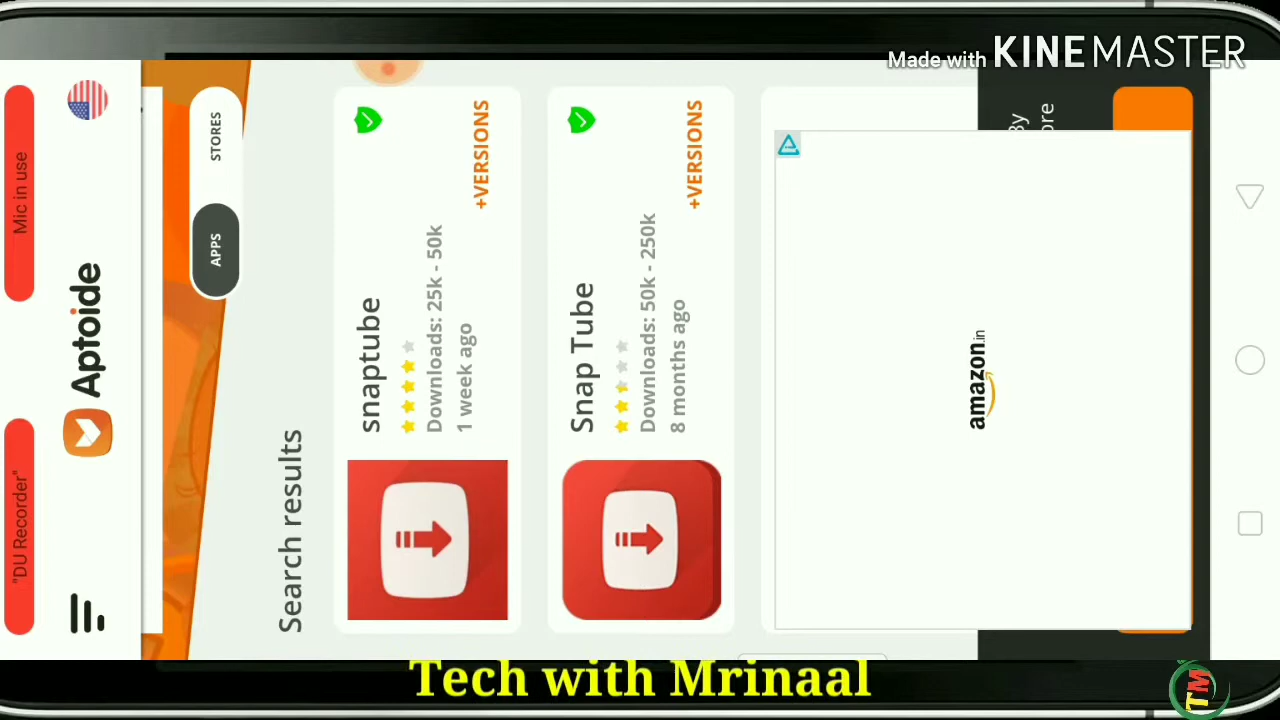 Made with KINEMASTER
"DU Recorder"
Mic in use
Aptoide
APPS
STORES
Search results
snaptube
Downloads: 25k - 50k
1 week ago
+VERSIONS
Snap Tube
Downloads: 50k - 250k
8 months ago
+VERSIONS
amazon.in
Tech with Mrinaal
TM